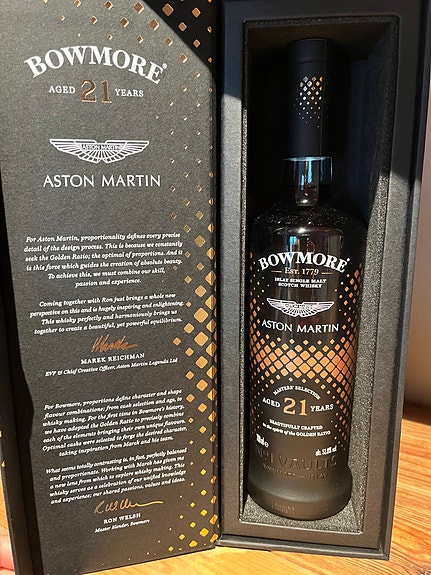 BOWMORE®
AGED 21 YEARS
ASTON MARTIN
ASTON MARTIN
For Aston Martin, proportionality defines every precise
detail of the design process. This is because we constantly
seek the Golden Ratio; the optimal of proportions. And it
is this force which guides the creation of absolute beauty.
To achieve this, we must combine our skill,
passion and experience.
Coming together with Ron just brings a whole new
perspective on this and is hugely inspiring and enlightening.
This whisky perfectly and harmoniously brings us
together to create a beautiful, yet powerful equilibrium.
MAREK REICHMAN
EVP & Chief Creative Officer, Aston Martin Lagonda Ltd
For Bowmore, proportions define character and shape
flavour combinations; from cask selection and age, to
whisky making. For the first time in Bowmore's history,
we have adopted the Golden Ratio to precisely combine
each of the elements bringing their own unique flavours.
Optimal casks were selected to forge the desired character
taking inspiration from Marek and his team.
What seems totally contrasting is, in fact, perfectly balanced
and proportionate. Working with Marek has given me
a new lens from which to explore whisky making. This
whisky serves as a celebration of our unified knowledge
and experience; our shared passions, values and ideas.
RON WELSH
Master Blender, Bowmore
BOWMORE®
EST. 1779
ISLAY SINGLE MALT
SCOTCH WHISKY
ASTON MARTIN
MASTERS' SELECTION
AGED 21 YEARS
BEAUTIFULLY CRAFTED
in the spirit of the GOLDEN RATIO